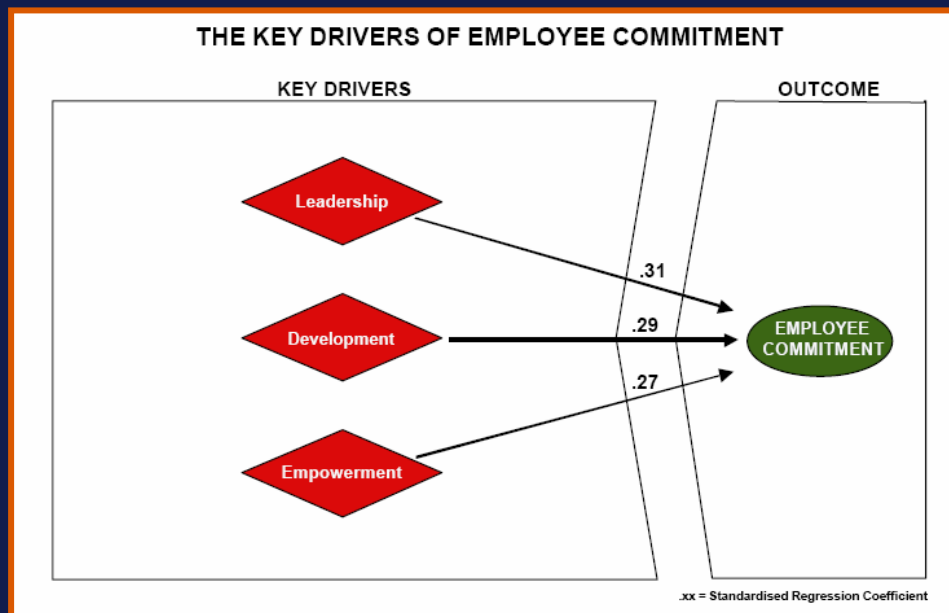 THE KEY DRIVERS OF EMPLOYEE COMMITMENT
KEY DRIVERS
OUTCOME
Leadership
.31
Development
.29
EMPLOYEE
COMMITMENT
.27
Empowerment
.xx = Standardised Regression Coefficient